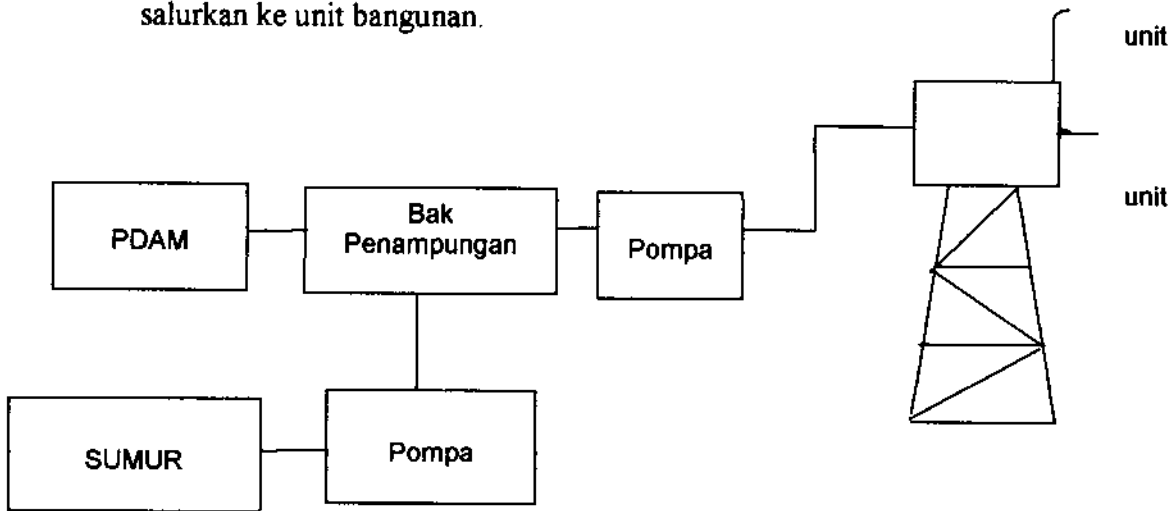 salurkan ke unit bangunan.
unit
unit
PDAM
Bak
Penampungan
Pompa
SUMUR
Pompa